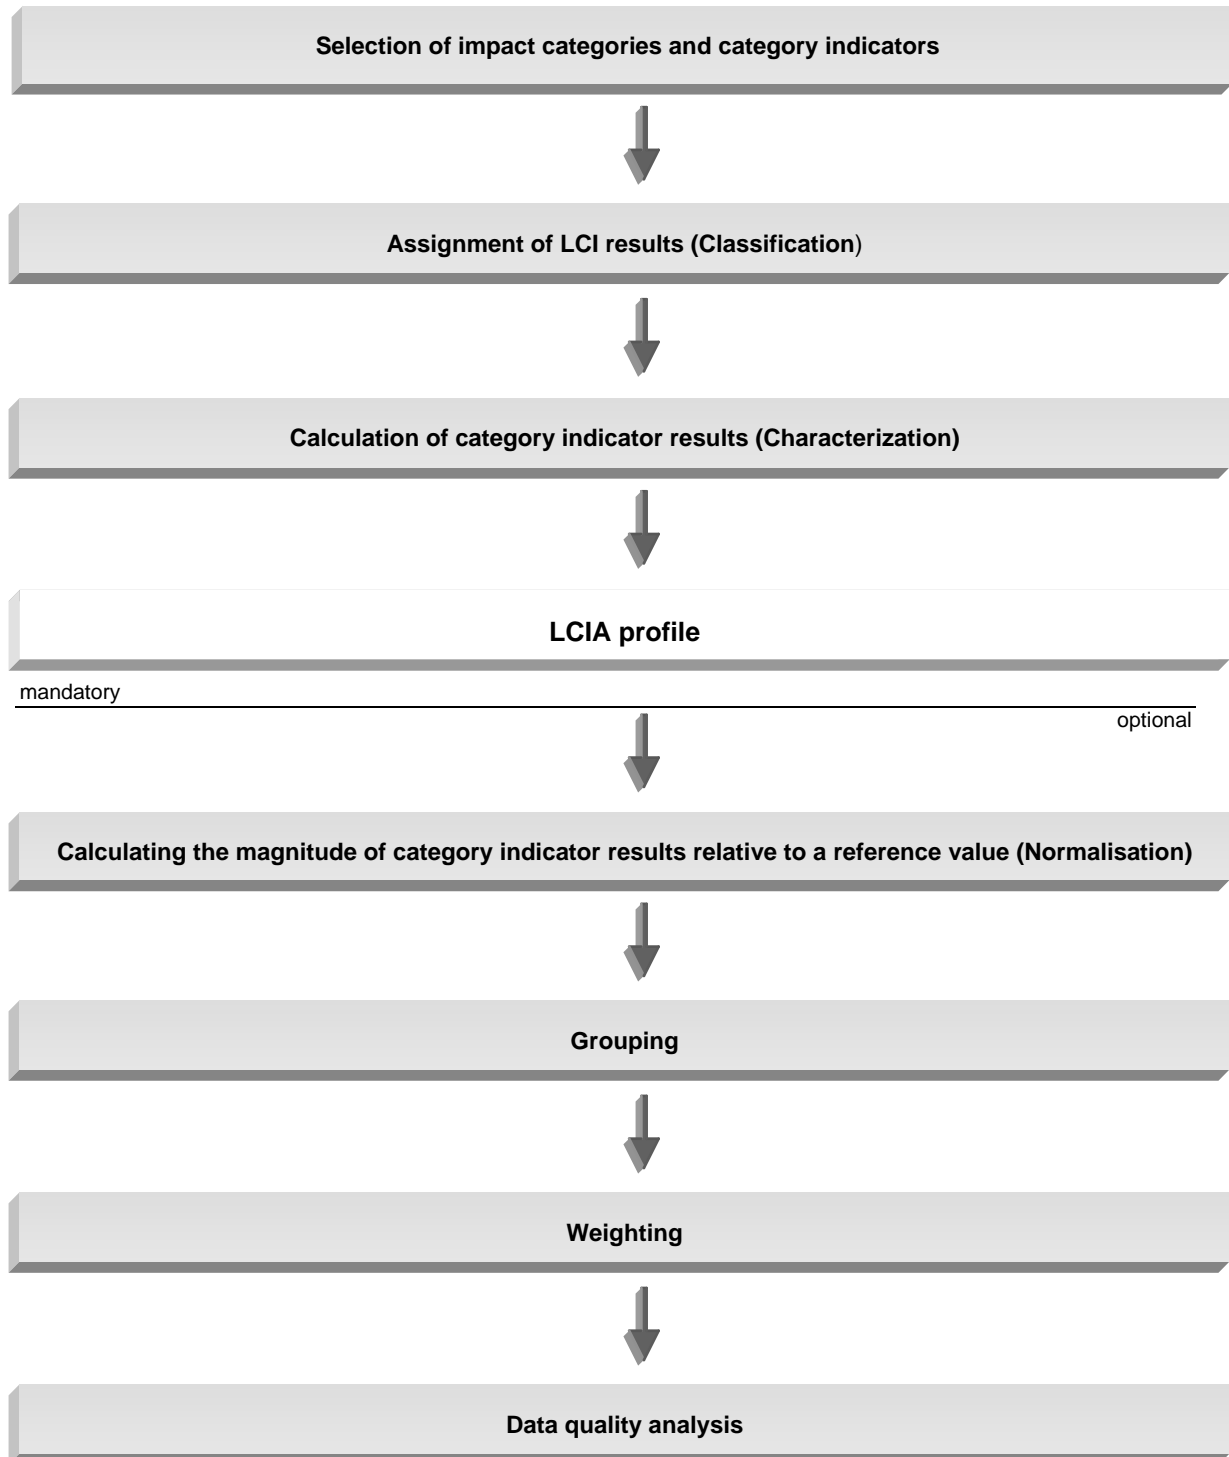 Selection of impact categories and category indicators
Assignment of LCI results (Classification)
Calculation of category indicator results (Characterization)
LCIA profile
mandatory
optional
Calculating the magnitude of category indicator results relative to a reference value (Normalisation)
Grouping
Weighting
Data quality analysis